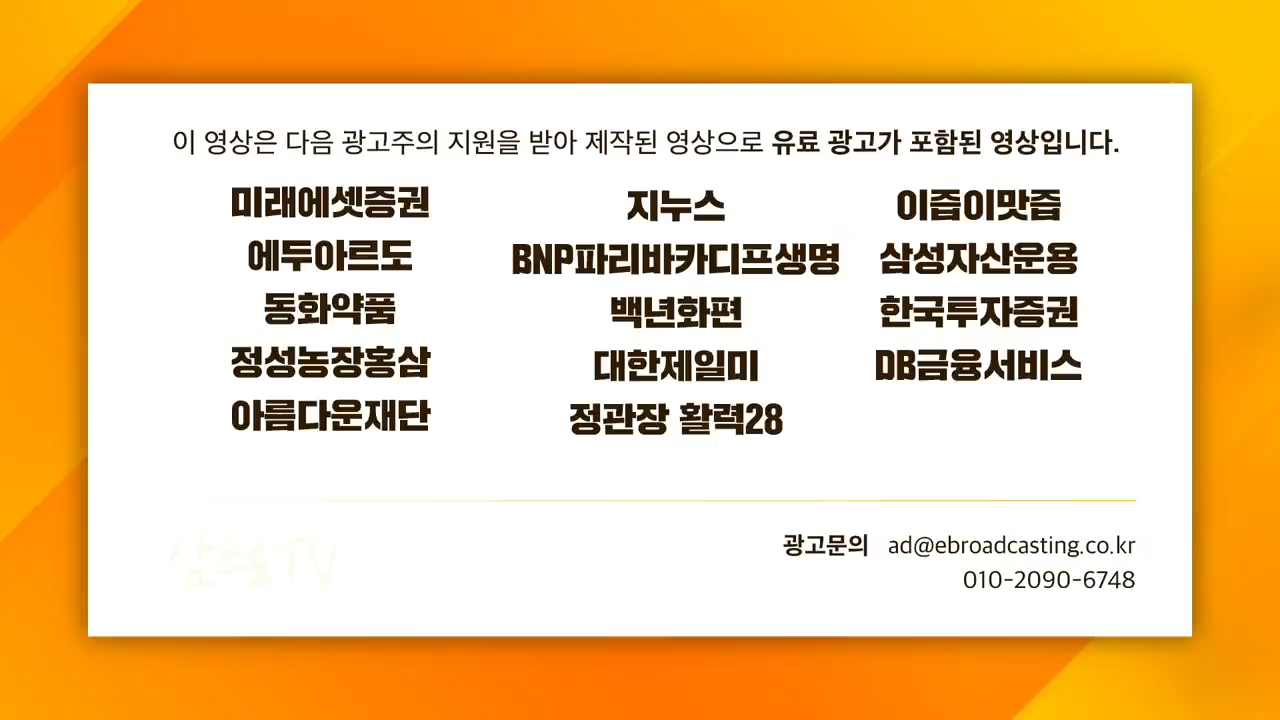 이 영상은 다음 광고주의 지원을 받아 제작된 영상으로 유료 광고가 포함된 영상입니다.
미래에셋증권 지누스 이즙이맛즙
에두아르도 BNP파리바카디프생명 삼성자산운용
동화약품 백년화편 한국투자증권
정성농장홍삼 대한제일미 DB금융서비스
아름다운재단 정관장 활력28
삼프로TV
광고문의 ad@ebroadcasting.co.kr
010-2090-6748